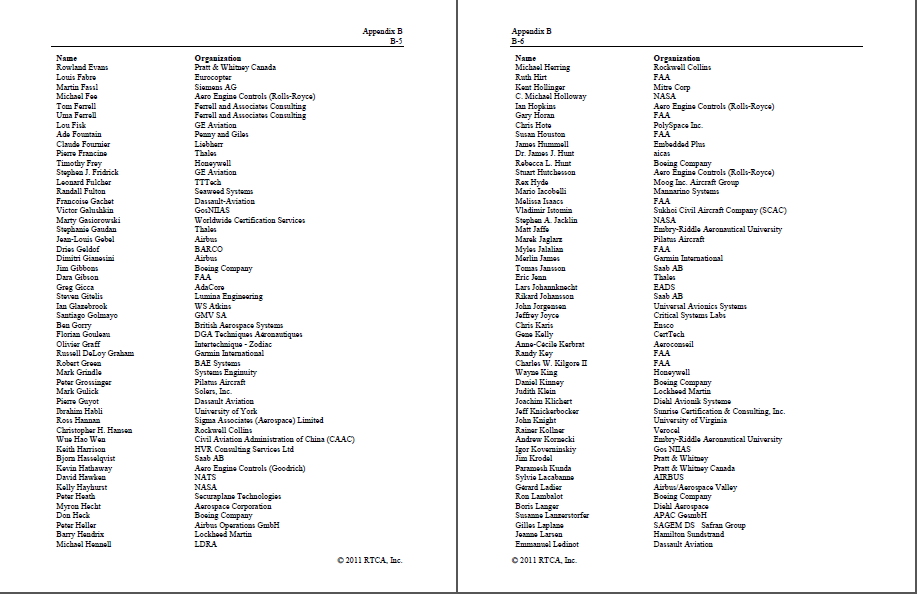 Appendix B
B-5
Name Organization
Rowland Evans Pratt & Whitney Canada
Louis Fabre Eurocopter
Martin Fassl Siemens AG
Michael Fee Aero Engine Controls (Rolls-Royce)
Tom Ferrell Ferrell and Associates Consulting
Uma Ferrell Ferrell and Associates Consulting
Lou Fisk GE Aviation
Ade Fountain Penny and Giles
Claude Fournier Liebherr
Pierre Francine Thales
Timothy Frey Honeywell
Stephen J. Fridrick GE Aviation
Leonard Fulcher TTTech
Randall Fulton Seaweed Systems
Francoise Gachet Dassault-Aviation
Victor Galushkin GosNIIAS
Marty Gasiorowski Worldwide Certification Services
Stephanie Gaudan Thales
Jean-Louis Gebel Airbus
Dries Geldof BARCO
Dimitri Gianesini Airbus
Jim Gibbons Boeing Company
Dara Gibson FAA
Greg Gicca AdaCore
Steven Gitelis Lumina Engineering
Ian Glazebrook WS Atkins
Santiago Golmayo GMV SA
Ben Gorry British Aerospace Systems
Florian Gouleau DGA Techniques Aéronautiques
Olivier Graff Intertechnique - Zodiac
Russell DeLoy Graham Garmin International
Robert Green BAE Systems
Mark Grindle Systems Enginuity
Peter Grossinger Pilatus Aircraft
Mark Gulick Solers, Inc.
Pierre Guyot Dassault Aviation
Ibrahim Habli University of York
Ross Hannan Sigma Associates (Aerospace) Limited
Christopher H. Hansen Rockwell Collins
Wue Hao Wen Civil Aviation Administration of China (CAAC)
Keith Harrison HVR Consulting Services Ltd
Bjorn Hasselqvist Saab AB
Kevin Hathaway Aero Engine Controls (Goodrich)
David Hawken NATS
Kelly Hayhurst NASA
Peter Heath Securaplane Technologies
Myron Hecht Aerospace Corporation
Don Heck Boeing Company
Peter Heller Airbus Operations GmbH
Barry Hendrix Lockheed Martin
Michael Hennell LDRA
© 2011 RTCA, Inc.
Appendix B
B-6
Name Organization
Michael Herring Rockwell Collins
Ruth Hirt FAA
Kent Hollinger Mitre Corp
C. Michael Holloway NASA
Ian Hopkins Aero Engine Controls (Rolls-Royce)
Gary Horan FAA
Chris Hote PolySpace Inc.
Susan Houston FAA
James Hummell Embedded Plus
Dr. James J. Hunt aicas
Rebecca L. Hunt Boeing Company
Stuart Hutchesson Aero Engine Controls (Rolls-Royce)
Rex Hyde Moog Inc. Aircraft Group
Mario Iacobelli Mannarino Systems
Melissa Isaacs FAA
Vladimir Istomin Sukhoi Civil Aircraft Company (SCAC)
Stephen A. Jacklin NASA
Matt Jaffe Embry-Riddle Aeronautical University
Marek Jaglarz Pilatus Aircraft
Myles Jalalian FAA
Merlin James Garmin International
Tomas Jansson Saab AB
Eric Jenn Thales
Lars Johannknecht EADS
Rikard Johansson Saab AB
John Jorgensen Universal Avionics Systems
Jeffrey Joyce Critical Systems Labs
Chris Karis Ensco
Gene Kelly CerTech
Anne-Cécile Kerbrat Aeroconseil
Randy Key FAA
Charles W. Kilgore II FAA
Wayne King Honeywell
Daniel Kinney Boeing Company
Judith Klein Lockheed Martin
Joachim Klichert Diehl Avionik Systeme
Jeff Knickerbocker Sunrise Certification & Consulting, Inc.
John Knight University of Virginia
Rainer Kollner Verocel
Andrew Kornecki Embry-Riddle Aeronautical University
Igor Koverninskiy Gos NIIAS
Jim Krodel Pratt & Whitney
Paramesh Kunda Pratt & Whitney Canada
Sylvie Lacabanne AIRBUS
Gérard Ladier Airbus/Aerospace Valley
Ron Lambalot Boeing Company
Boris Langer Diehl Aerospace
Susanne Lanzerstorfer APAC GesmbH
Gilles Laplane SAGEM DS Safran Group
Jeanne Larsen Hamilton Sundstrand
Emmanuel Ledinot Dassault Aviation
© 2011 RTCA, Inc.